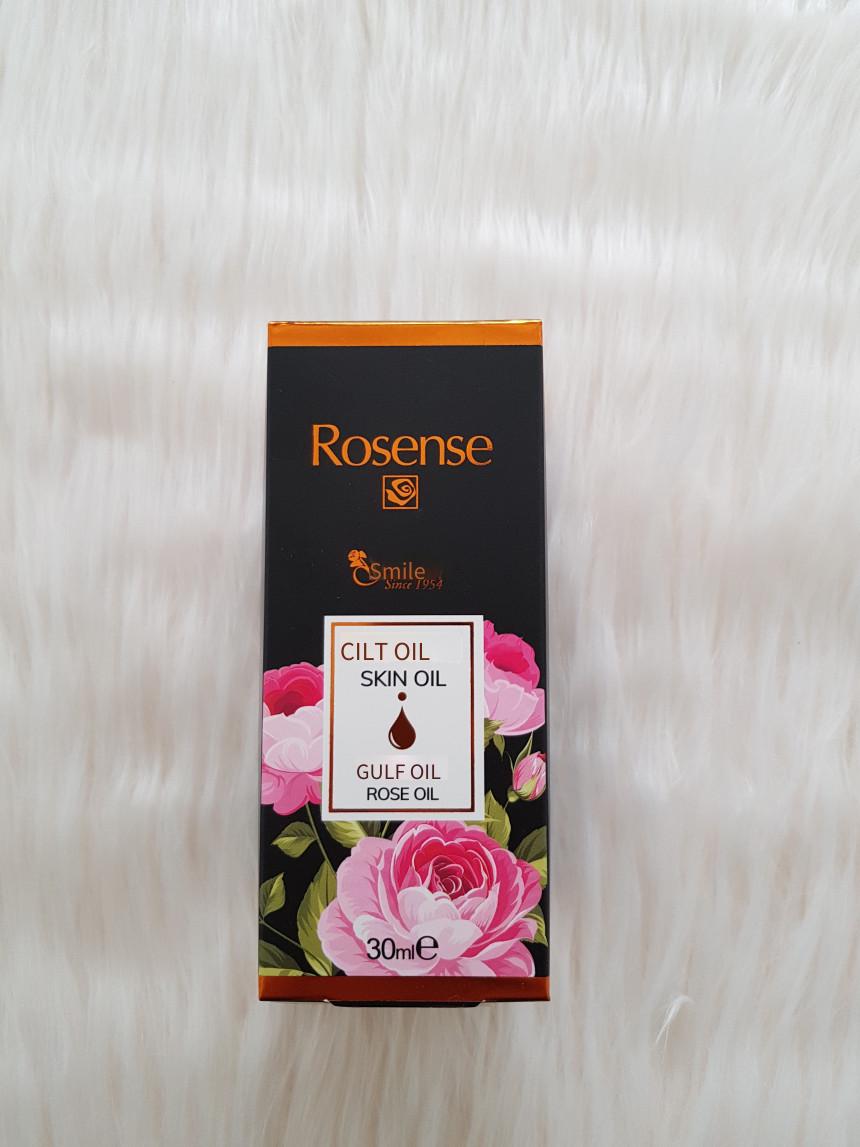 Rosense
Smile
Since 1954
CILT OIL
SKIN OIL
GULF OIL
ROSE OIL
30ml℮